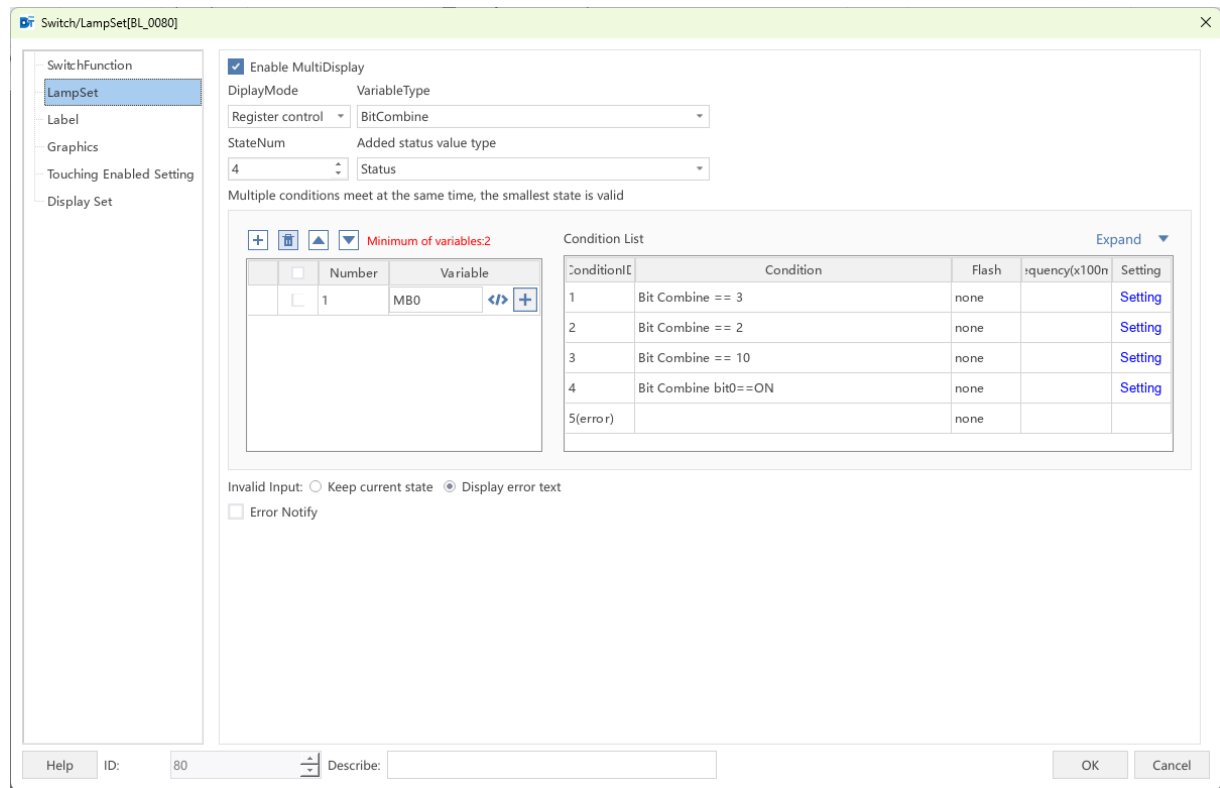 Switch/LampSet[BL_0080]
SwitchFunction
LampSet
Label
Graphics
Touching Enabled Setting
Display Set
Enable MultiDisplay
DiplayMode VariableType
Register control BitCombine
StateNum Added status value type
4 Status
Multiple conditions meet at the same time, the smallest state is valid
Minimum of variables:2
Number Variable
1 MB0 </>
Condition List Expand
ConditionID Condition Flash equency(x100m Setting
1 Bit Combine == 3 none Setting
2 Bit Combine == 2 none Setting
3 Bit Combine == 10 none Setting
4 Bit Combine bit0==ON none Setting
5(error) none
Invalid Input: Keep current state Display error text
Error Notify
Help ID: 80 Describe: OK Cancel